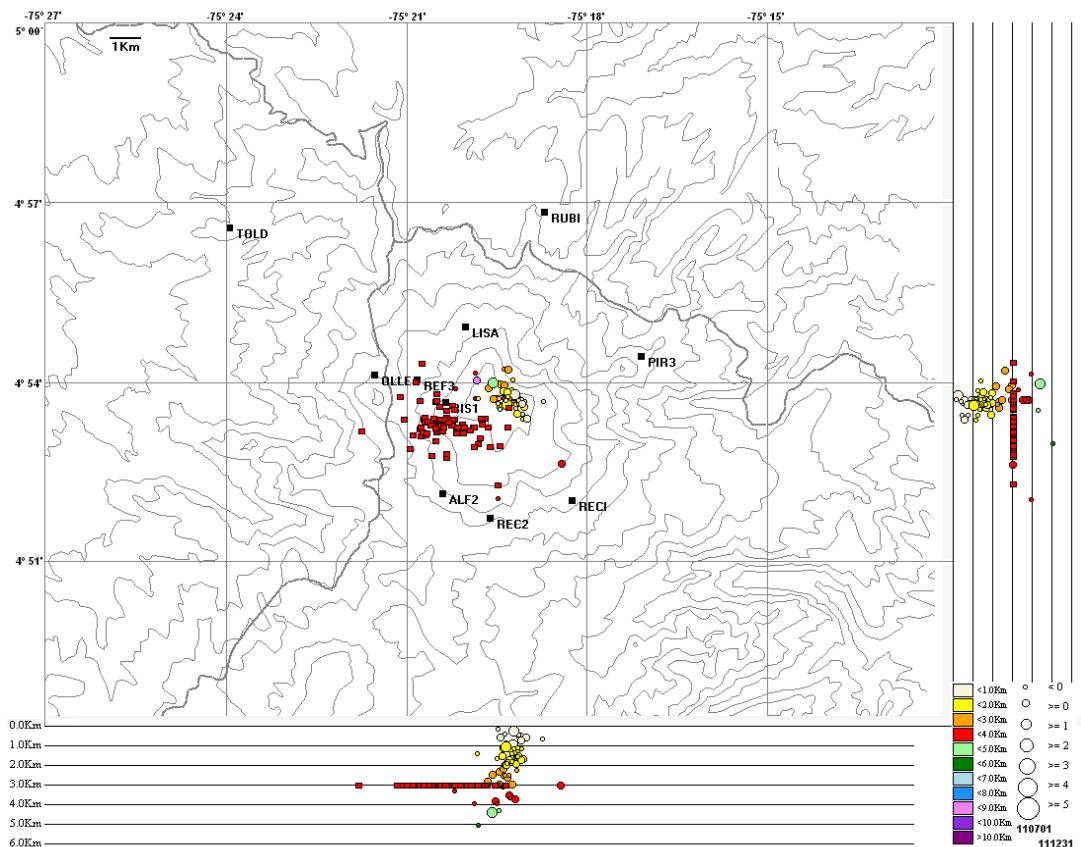 -75° 27' -75° 24' -75° 21' -75° 18' -75° 15'
5° 00'
1Km
4° 57'
RUBI
TOLD
LISA
PIR3
4° 54'
OLLE REF3
BIS1
ALF2
RECI
REC2
4° 51'
<1.0Km < 0
<2.0Km >= 0
<3.0Km >= 1
<4.0Km >= 2
<5.0Km >= 3
<6.0Km >= 4
<7.0Km >= 5
<8.0Km
<9.0Km
<10.0Km
>10.0Km
110701
111231
0.0Km
1.0Km
2.0Km
3.0Km
4.0Km
5.0Km
6.0Km